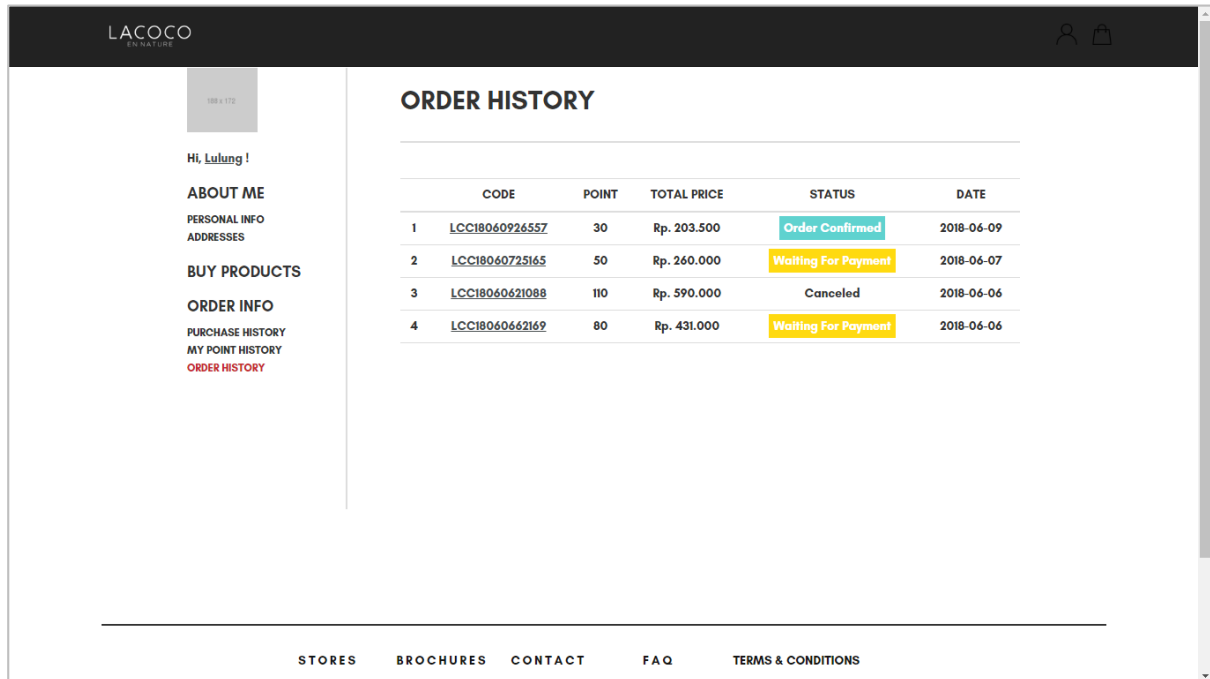 LACOCO
EN NATURE
188 x 172
Hi, Lulung !
ABOUT ME
PERSONAL INFO
ADDRESSES
BUY PRODUCTS
ORDER INFO
PURCHASE HISTORY
MY POINT HISTORY
ORDER HISTORY
ORDER HISTORY
CODE POINT TOTAL PRICE STATUS DATE
1 LCC18060926557 30 Rp. 203.500 Order Confirmed 2018-06-09
2 LCC18060725165 50 Rp. 260.000 Waiting For Payment 2018-06-07
3 LCC18060621088 110 Rp. 590.000 Canceled 2018-06-06
4 LCC18060662169 80 Rp. 431.000 Waiting For Payment 2018-06-06
STORES BROCHURES CONTACT FAQ TERMS & CONDITIONS